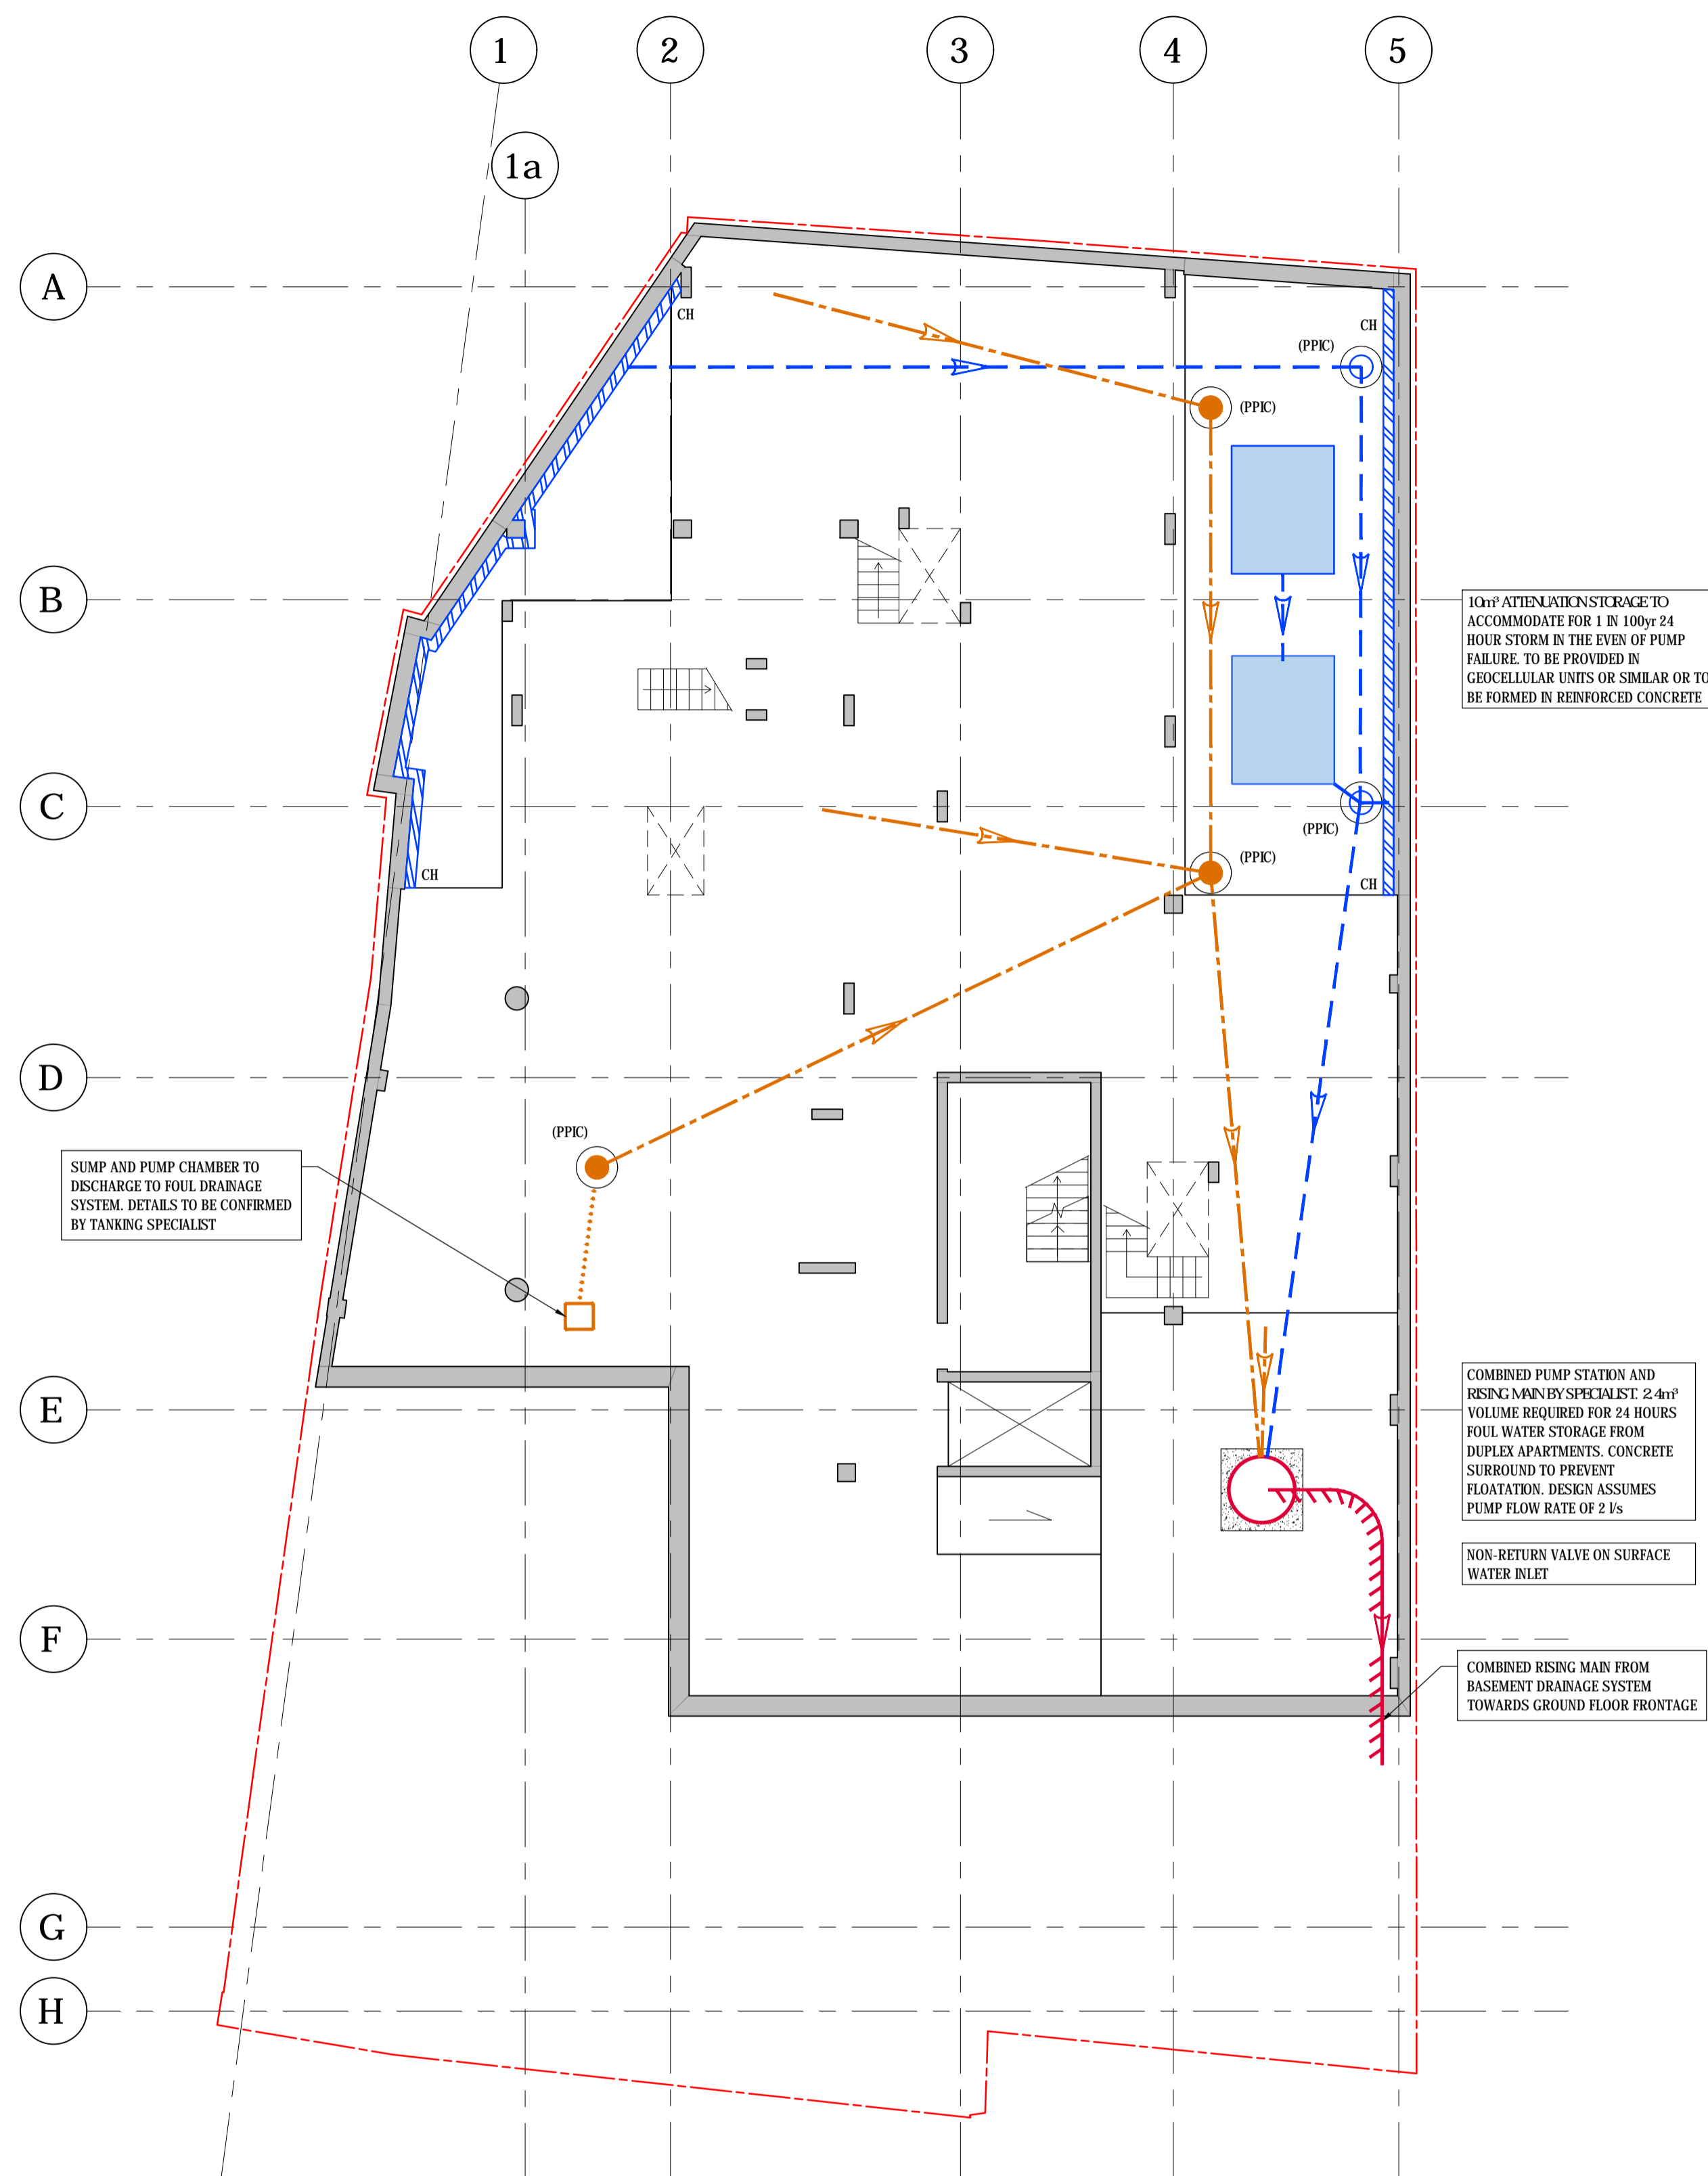 1
2
3
4
5
1a
A
CH
CH
(PPIC)
(PPIC)
B
10m³ ATTENUATION STORAGE TO
ACCOMMODATE FOR 1 IN 100yr 24
HOUR STORM IN THE EVEN OF PUMP
FAILURE. TO BE PROVIDED IN
GEOCELLULAR UNITS OR SIMILAR OR TO
BE FORMED IN REINFORCED CONCRETE
C
(PPIC)
(PPIC)
CH
CH
D
(PPIC)
SUMP AND PUMP CHAMBER TO
DISCHARGE TO FOUL DRAINAGE
SYSTEM. DETAILS TO BE CONFIRMED
BY TANKING SPECIALIST
E
COMBINED PUMP STATION AND
RISING MAIN BY SPECIALIST. 2.4m³
VOLUME REQUIRED FOR 24 HOURS
FOUL WATER STORAGE FROM
DUPLEX APARTMENTS. CONCRETE
SURROUND TO PREVENT
FLOATATION. DESIGN ASSUMES
PUMP FLOW RATE OF 2 l/s
NON-RETURN VALVE ON SURFACE
WATER INLET
F
COMBINED RISING MAIN FROM
BASEMENT DRAINAGE SYSTEM
TOWARDS GROUND FLOOR FRONTAGE
G
H